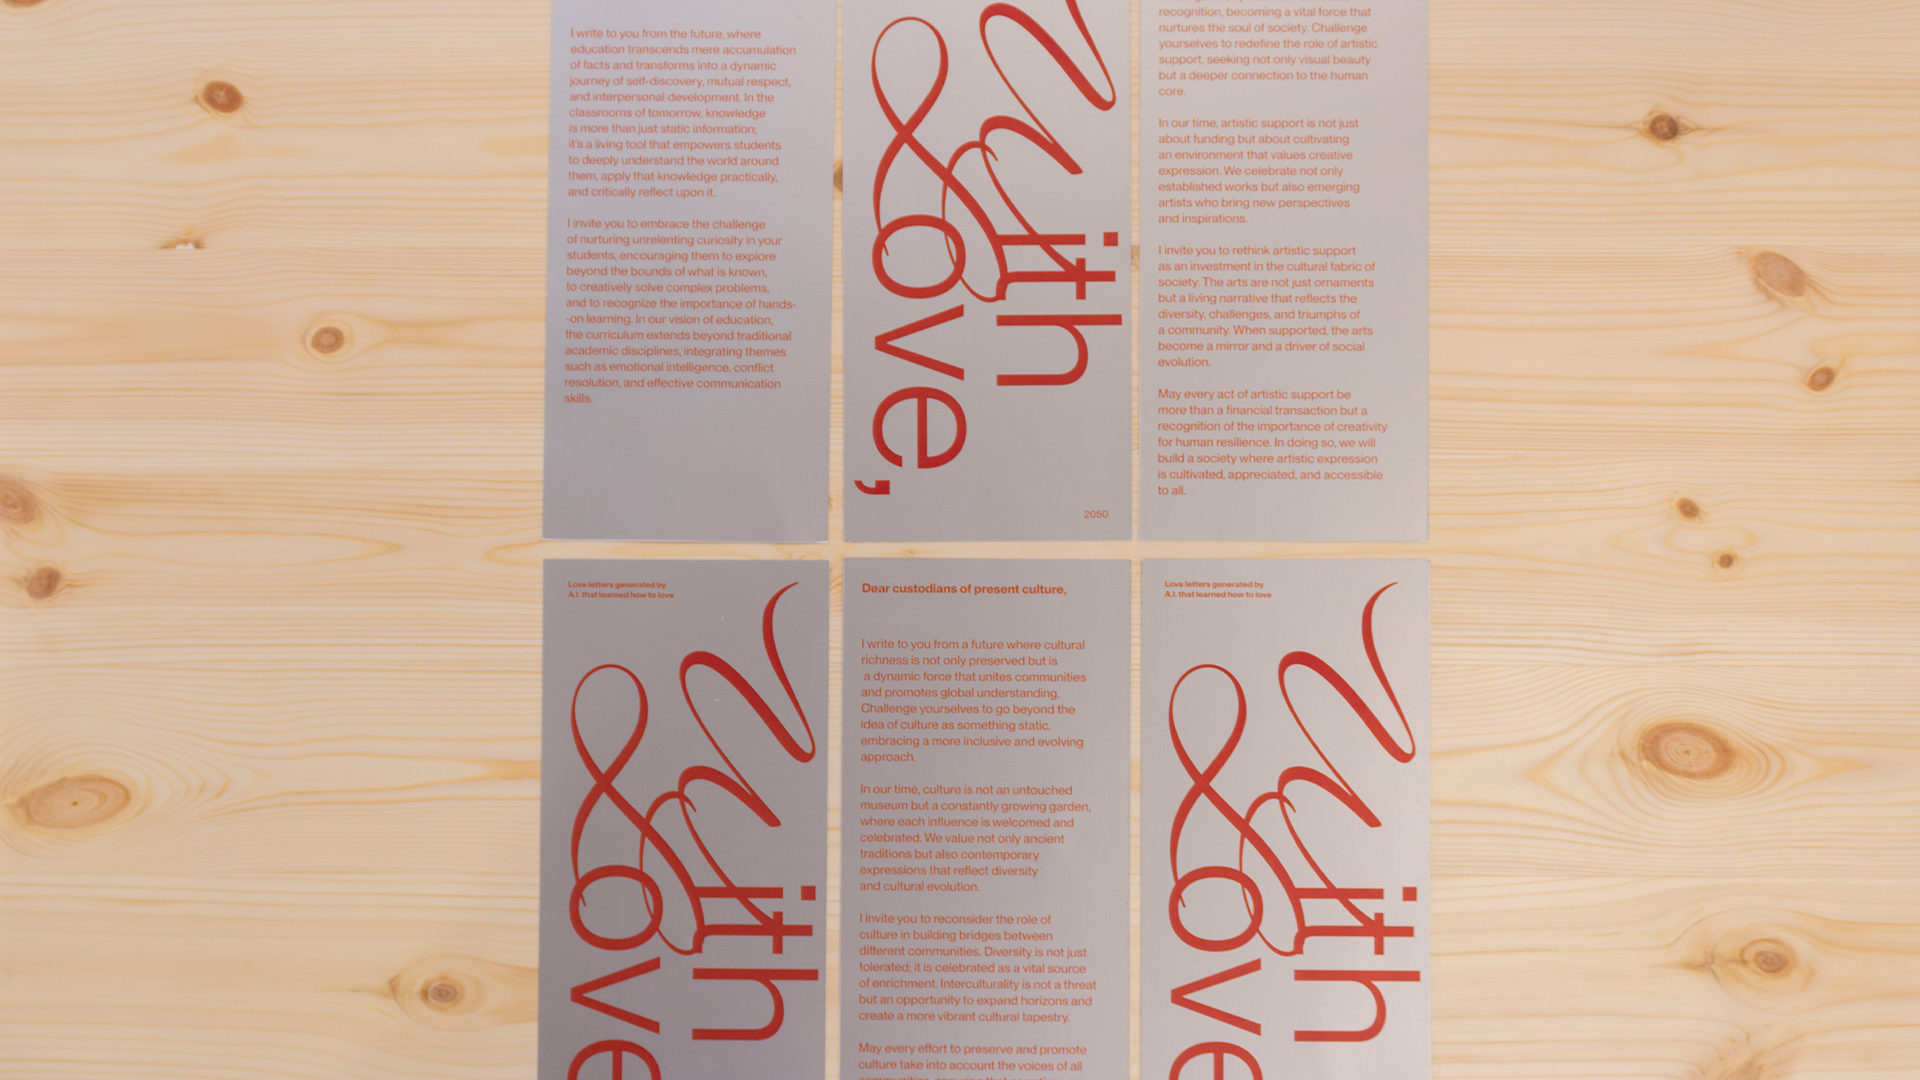 I write to you from the future, where
education transcends mere accumulation
of facts and transforms into a dynamic
journey of self-discovery, mutual respect,
and interpersonal development. In the
classrooms of tomorrow, knowledge
is more than just static information;
it's a living tool that empowers students
to deeply understand the world around
them, apply that knowledge practically,
and critically reflect upon it.
I invite you to embrace the challenge
of nurturing unrelenting curiosity in your
students, encouraging them to explore
beyond the bounds of what is known,
to creatively solve complex problems,
and to recognize the importance of hands-
-on learning. In our vision of education,
the curriculum extends beyond traditional
academic disciplines, integrating themes
such as emotional intelligence, conflict
resolution, and effective communication
skills.
With
Love,
2050
recognition, becoming a vital force that
nurtures the soul of society. Challenge
yourselves to redefine the role of artistic
support, seeking not only visual beauty
but a deeper connection to the human
core.
In our time, artistic support is not just
about funding but about cultivating
an environment that values creative
expression. We celebrate not only
established works but also emerging
artists who bring new perspectives
and inspirations.
I invite you to rethink artistic support
as an investment in the cultural fabric of
society. The arts are not just ornaments
but a living narrative that reflects the
diversity, challenges, and triumphs of
a community. When supported, the arts
become a mirror and a driver of social
evolution.
May every act of artistic support be
more than a financial transaction but a
recognition of the importance of creativity
for human resilience. In doing so, we will
build a society where artistic expression
is cultivated, appreciated, and accessible
to all.
Love letters generated by
A.I. that learned how to love
With
Love
Dear custodians of present culture,
I write to you from a future where cultural
richness is not only preserved but is
a dynamic force that unites communities
and promotes global understanding.
Challenge yourselves to go beyond the
idea of culture as something static,
embracing a more inclusive and evolving
approach.
In our time, culture is not an untouched
museum but a constantly growing garden,
where each influence is welcomed and
celebrated. We value not only ancient
traditions but also contemporary
expressions that reflect diversity
and cultural evolution.
I invite you to reconsider the role of
culture in building bridges between
different communities. Diversity is not just
tolerated; it is celebrated as a vital source
of enrichment. Interculturality is not a threat
but an opportunity to expand horizons and
create a more vibrant cultural tapestry.
May every effort to preserve and promote
culture take into account the voices of all
Love letters generated by
A.I. that learned how to love
With
Love